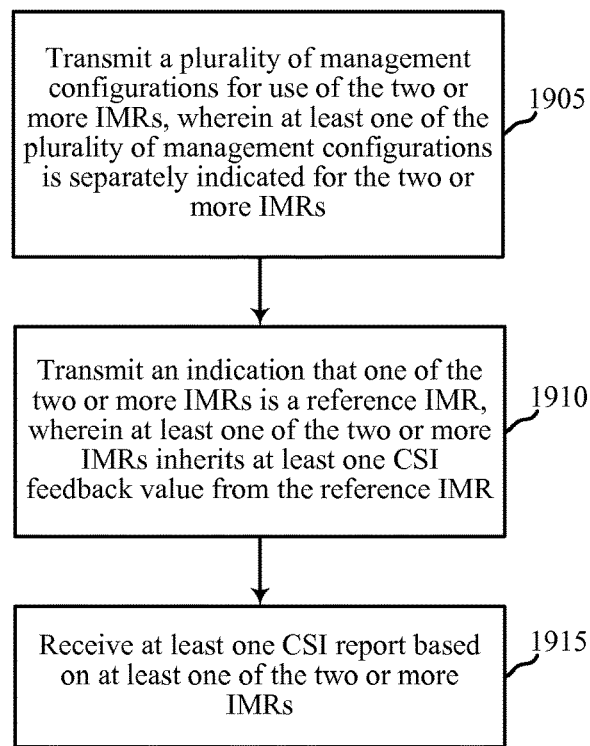 Transmit a plurality of management
configurations for use of the two or
more IMRs, wherein at least one of the
plurality of management configurations
is separately indicated for the two or
more IMRs
1905
Transmit an indication that one of the
two or more IMRs is a reference IMR,
wherein at least one of the two or more
IMRs inherits at least one CSI
feedback value from the reference IMR
1910
Receive at least one CSI report based
on at least one of the two or more
IMRs
1915